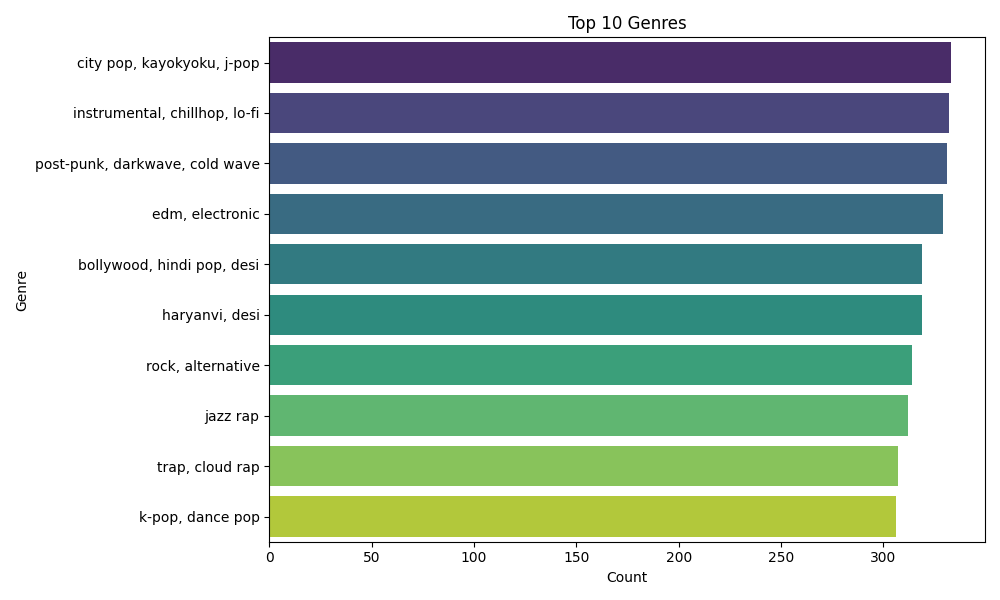 Top 10 Genres
city pop, kayokyoku, j-pop
instrumental, chillhop, lo-fi
post-punk, darkwave, cold wave
edm, electronic
bollywood, hindi pop, desi
haryanvi, desi
rock, alternative
jazz rap
trap, cloud rap
k-pop, dance pop
Genre
0 50 100 150 200 250 300
Count